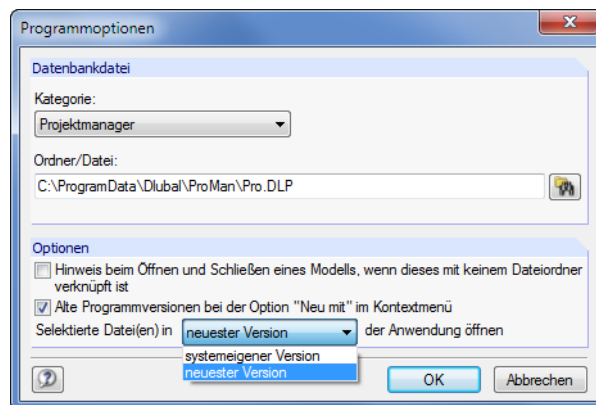 Programmoptionen
Datenbankdatei
Kategorie:
Projektmanager
Ordner/Datei:
C:\ProgramData\Dlubal\ProMan\Pro.DLP
Optionen
Hinweis beim Öffnen und Schließen eines Modells, wenn dieses mit keinem Dateiordner
verknüpft ist
Alte Programmversionen bei der Option "Neu mit" im Kontextmenü
Selektierte Datei(en) in neuester Version der Anwendung öffnen
systemeigener Version
neuester Version
OK Abbrechen